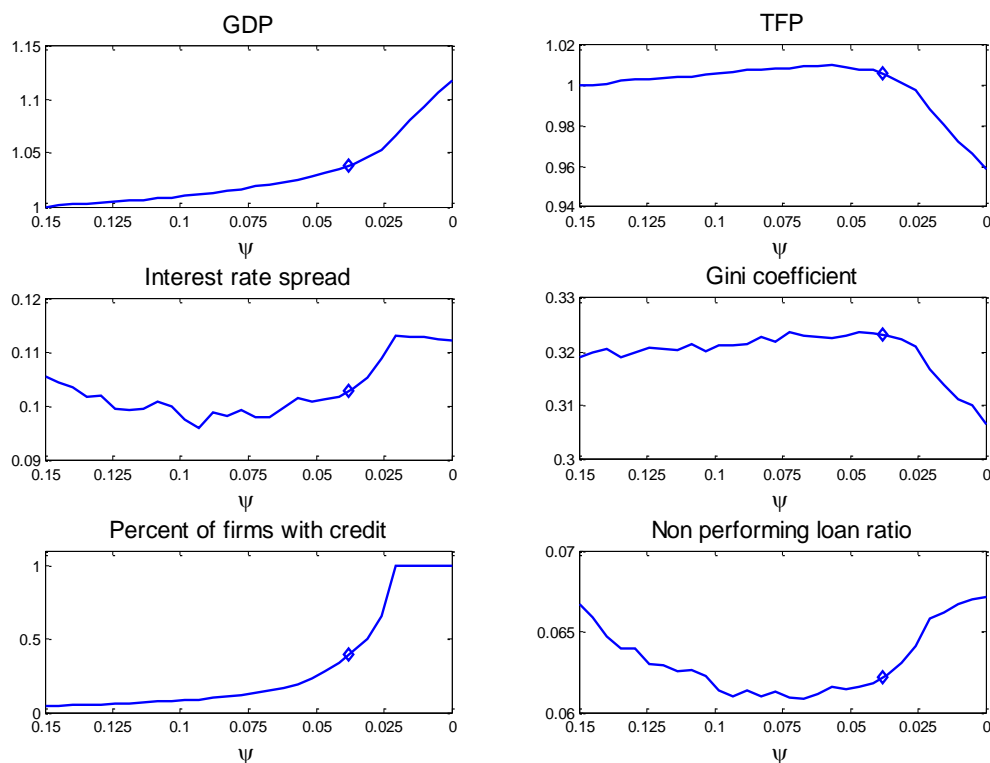 GDP
1.15
1.1
1.05
1
0.15 0.125 0.1 0.075 0.05 0.025 0
ψ
TFP
1.02
1
0.98
0.96
0.94
0.15 0.125 0.1 0.075 0.05 0.025 0
ψ
Interest rate spread
0.12
0.11
0.1
0.09
0.15 0.125 0.1 0.075 0.05 0.025 0
ψ
Gini coefficient
0.33
0.32
0.31
0.3
0.15 0.125 0.1 0.075 0.05 0.025 0
ψ
Percent of firms with credit
1
0.5
0
0.15 0.125 0.1 0.075 0.05 0.025 0
ψ
Non performing loan ratio
0.07
0.065
0.06
0.15 0.125 0.1 0.075 0.05 0.025 0
ψ